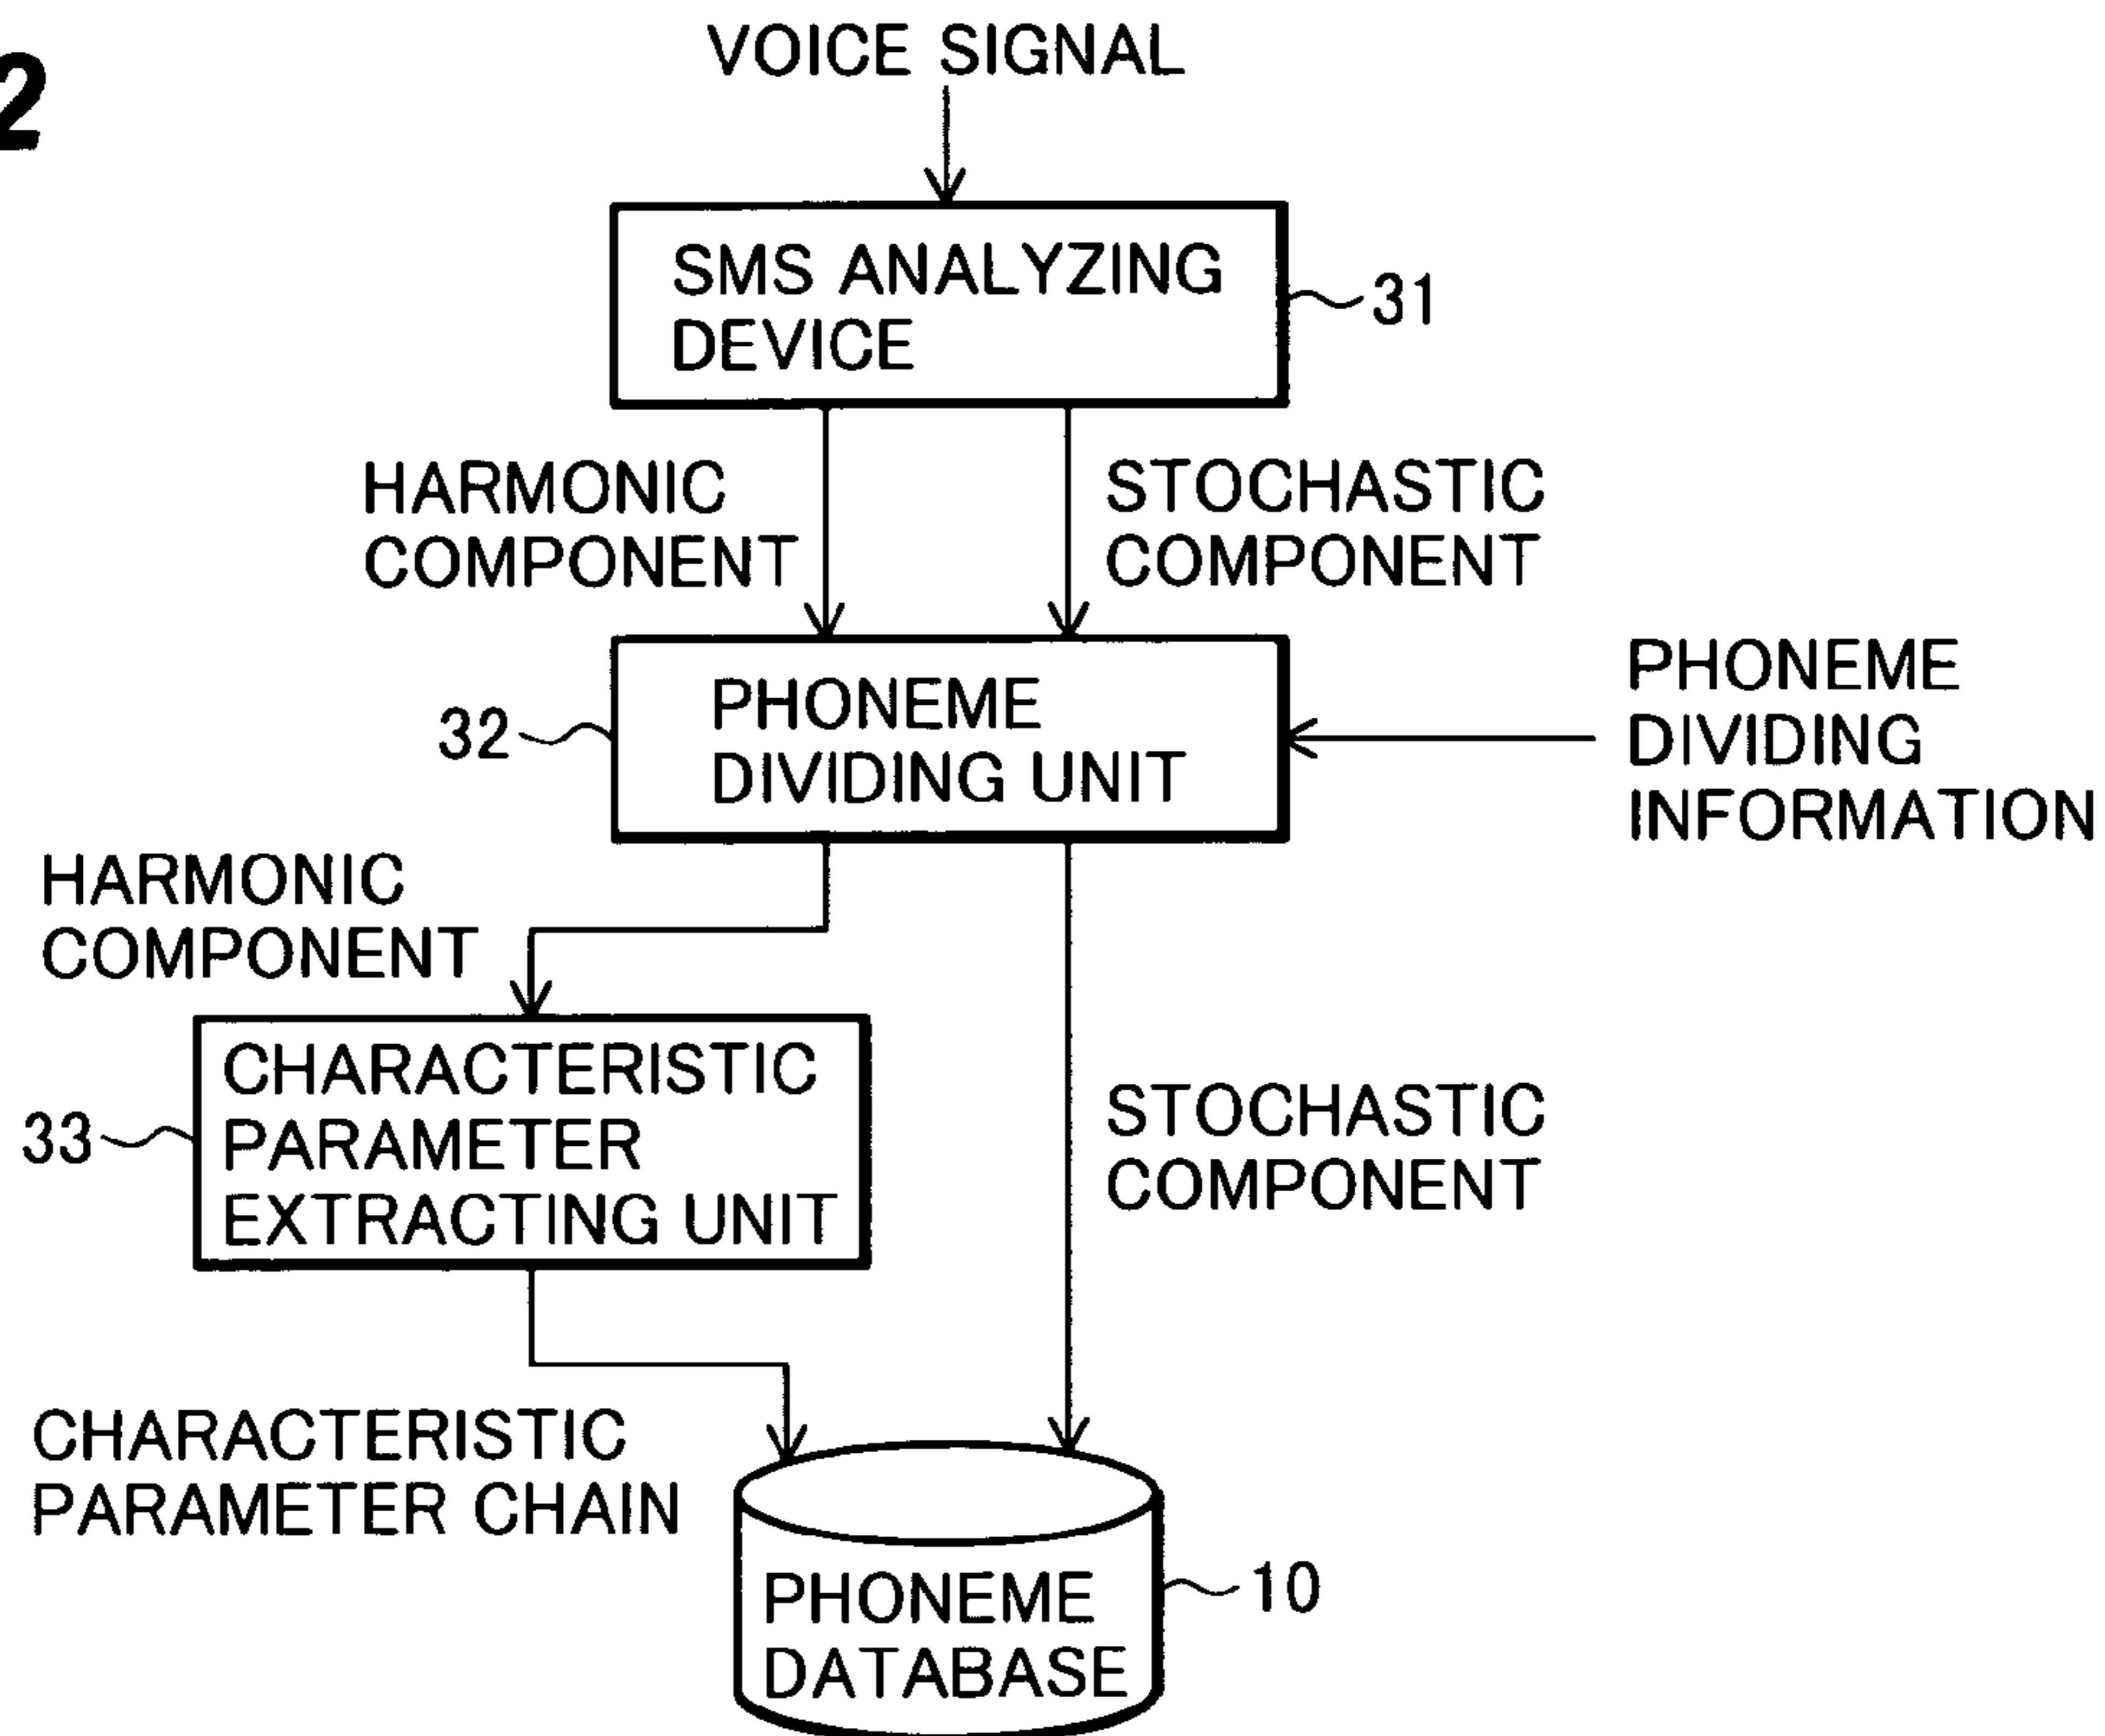 2
VOICE SIGNAL
SMS ANALYZING
DEVICE
31
HARMONIC
COMPONENT
STOCHASTIC
COMPONENT
PHONEME
DIVIDING UNIT
32
PHONEME
DIVIDING
INFORMATION
HARMONIC
COMPONENT
CHARACTERISTIC
PARAMETER
EXTRACTING UNIT
33
STOCHASTIC
COMPONENT
CHARACTERISTIC
PARAMETER CHAIN
PHONEME
DATABASE
10